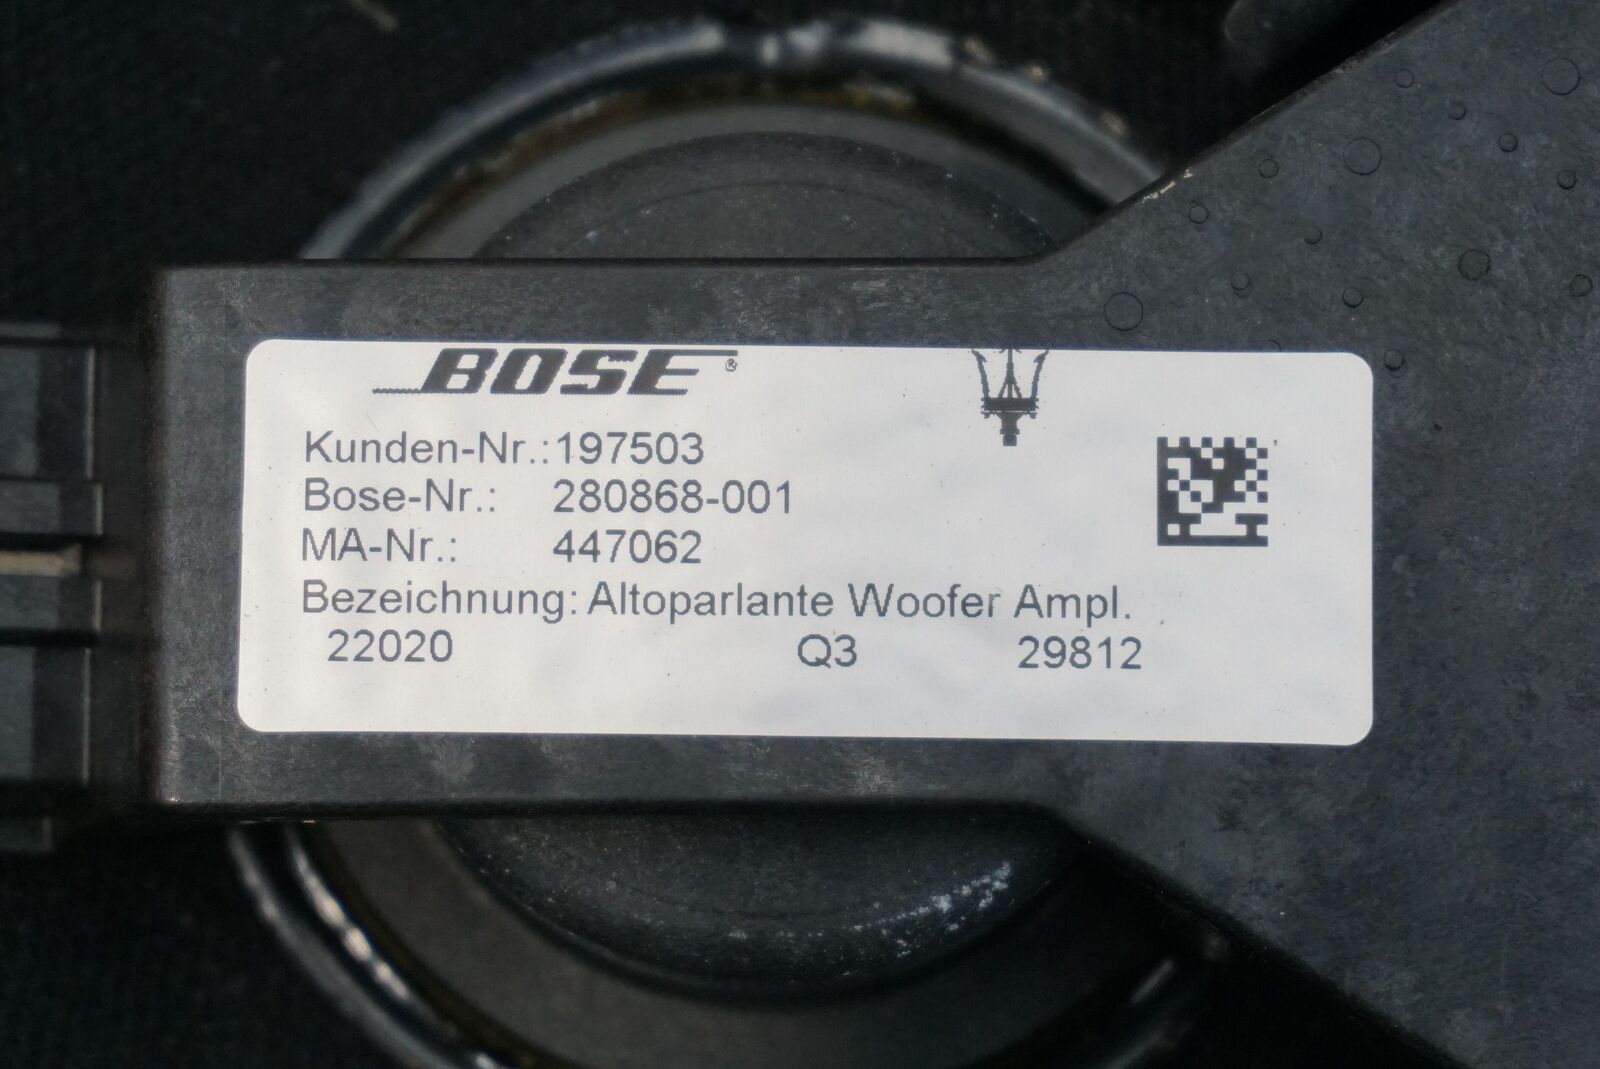 BOSE®
Kunden-Nr.: 197503
Bose-Nr.: 280868-001
MA-Nr.: 447062
Bezeichnung: Altoparlante Woofer Ampl.
22020 Q3 29812